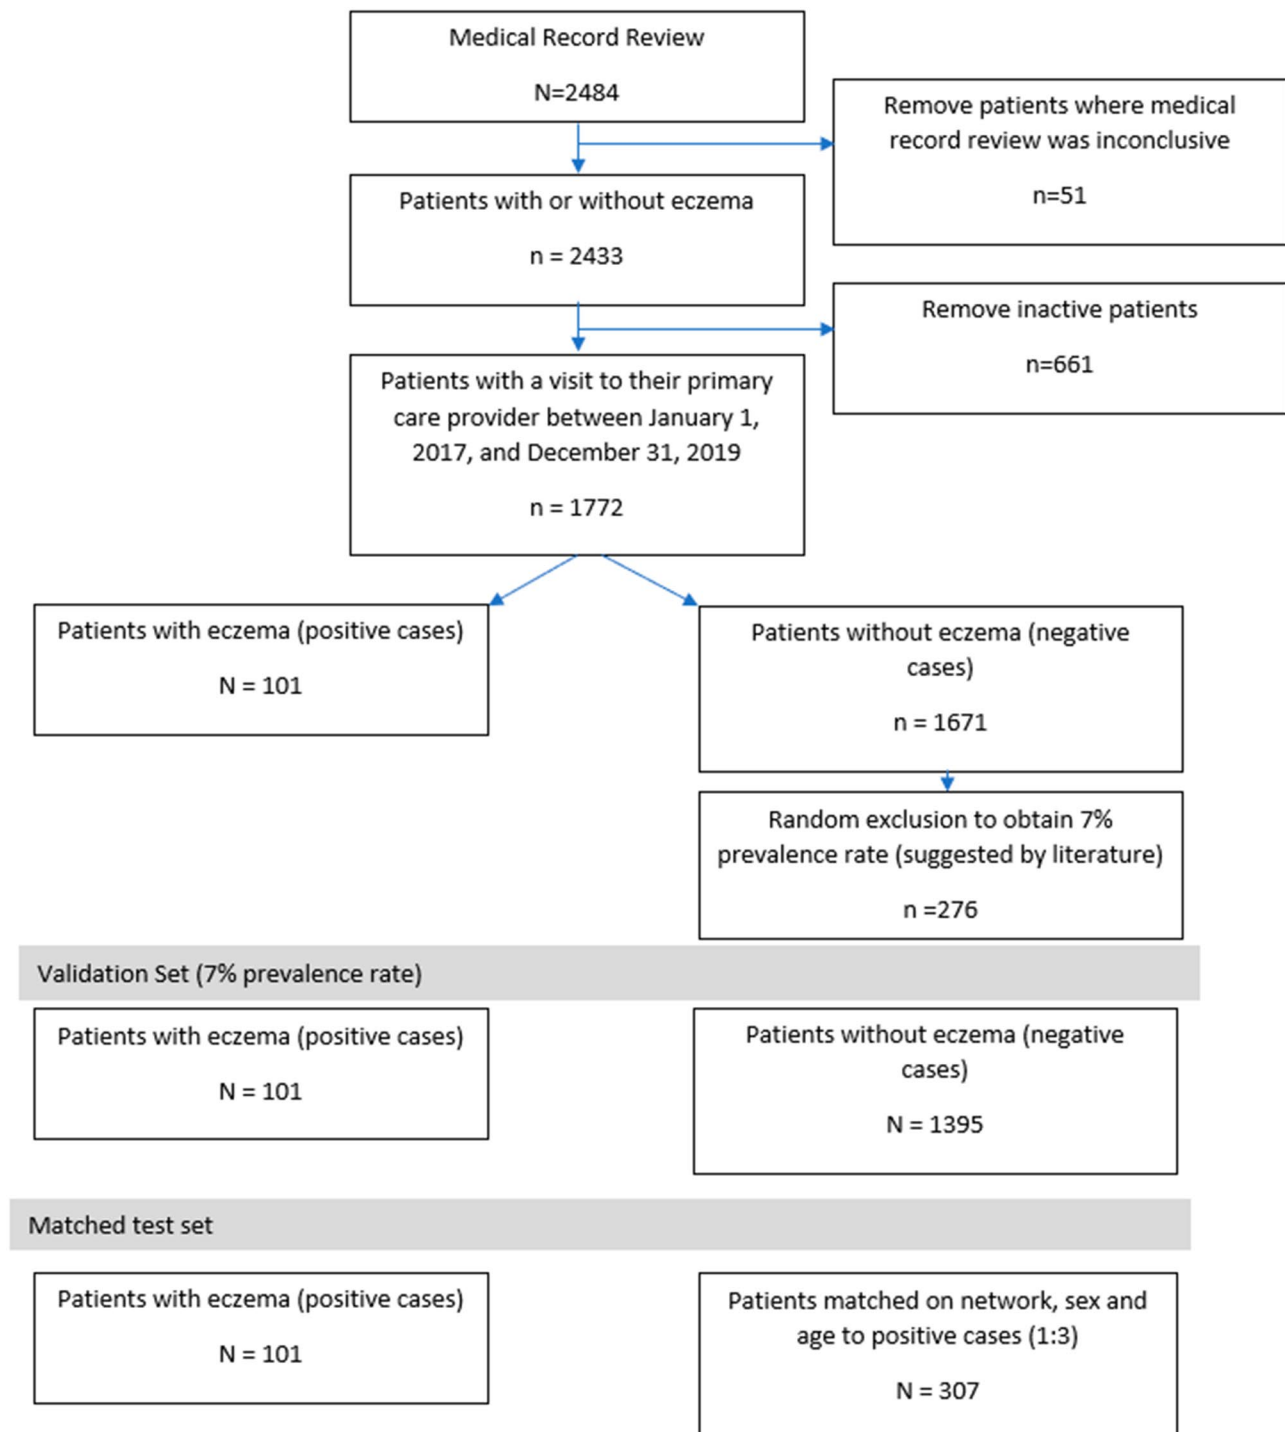 Medical Record Review
N=2484
Remove patients where medical
record review was inconclusive
n=51
Patients with or without eczema
n = 2433
Remove inactive patients
n=661
Patients with a visit to their primary
care provider between January 1,
2017, and December 31, 2019
n = 1772
Patients with eczema (positive cases)
N = 101
Patients without eczema (negative
cases)
n = 1671
Random exclusion to obtain 7%
prevalence rate (suggested by literature)
n =276
Validation Set (7% prevalence rate)
Patients with eczema (positive cases)
N = 101
Patients without eczema (negative
cases)
N = 1395
Matched test set
Patients with eczema (positive cases)
N = 101
Patients matched on network, sex and
age to positive cases (1:3)
N = 307